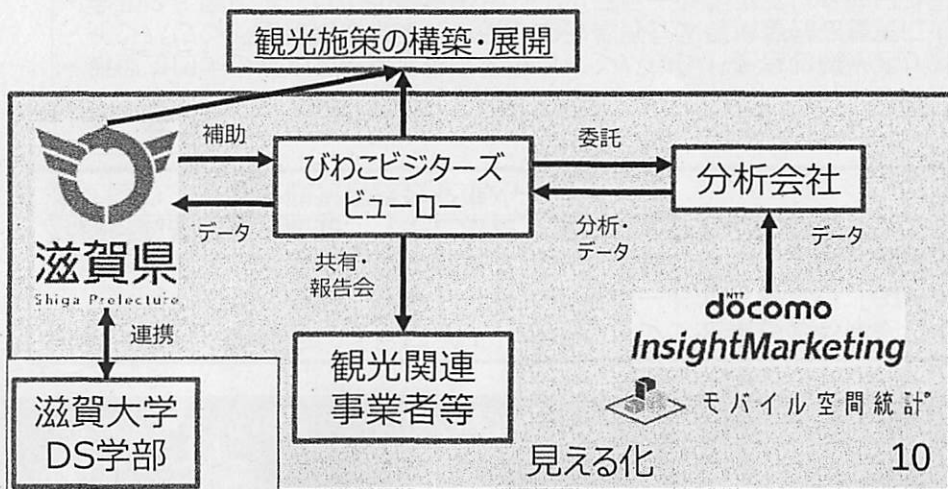 観光施策の構築・展開
補助
びわこビジターズ
ビューロー
委託
分析会社
データ
分析・
データ
データ
滋賀県
Shiga Prefecture
共有・
報告会
döcomo
NTT
InsightMarketing
連携
観光関連
事業者等
モバイル空間統計®
滋賀大学
DS学部
見える化
10